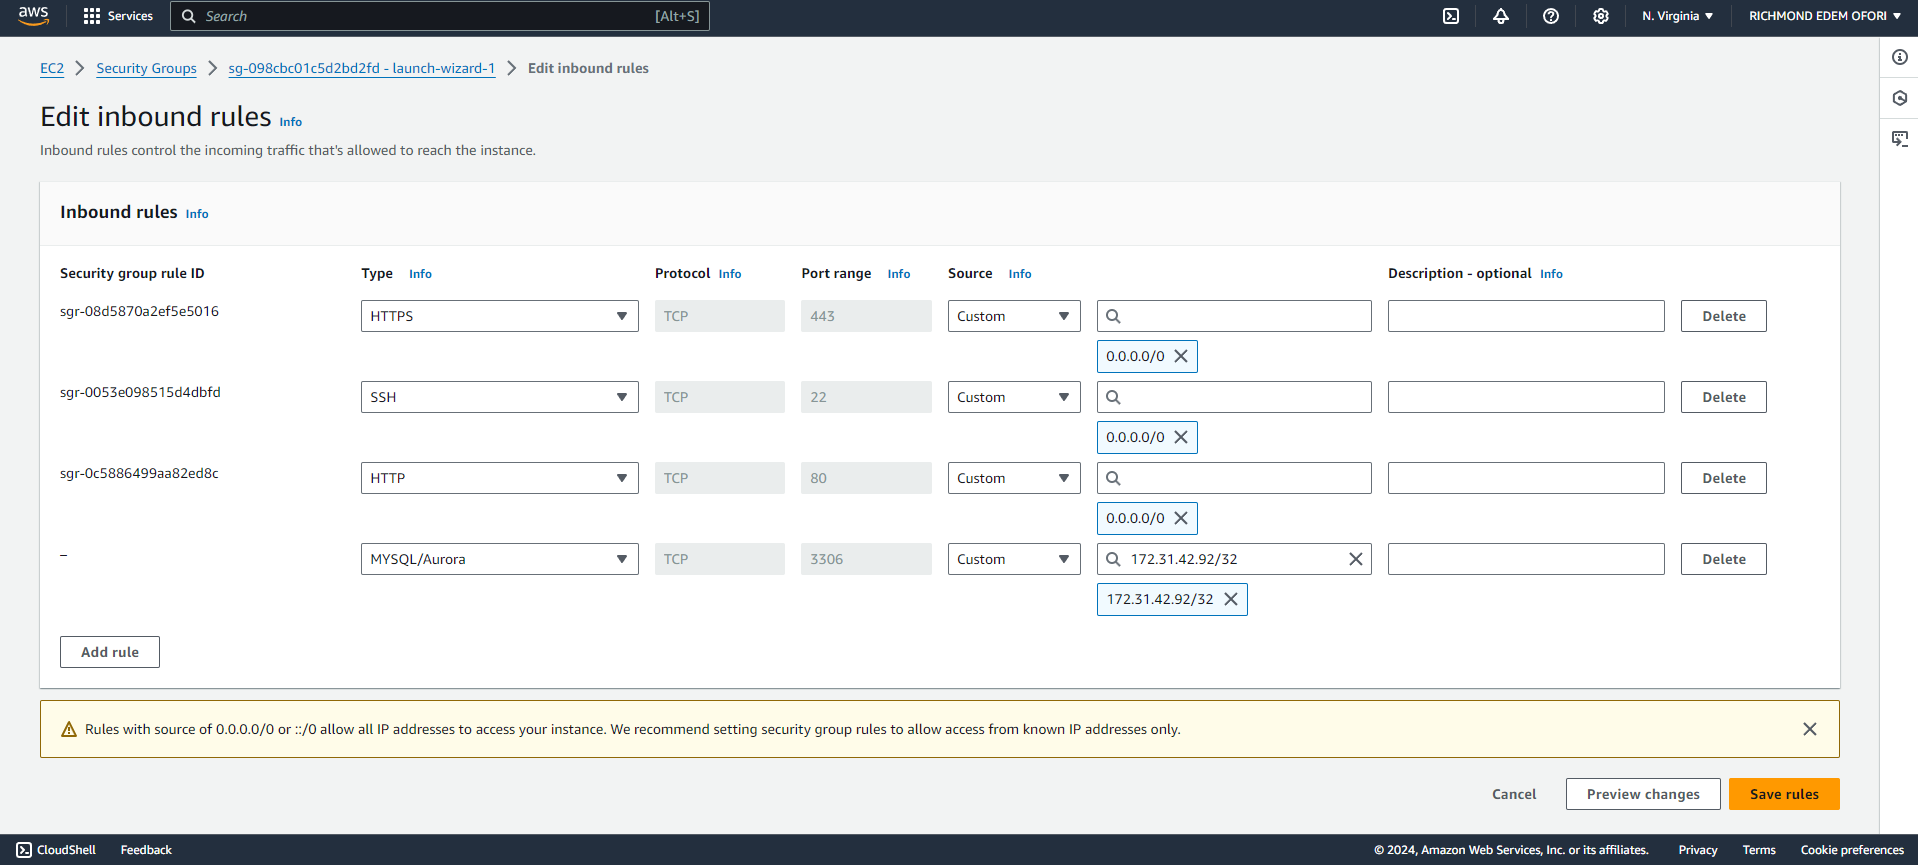 aws
Services
Search
[Alt+S]
N. Virginia
RICHMOND EDEM OFORI
EC2
Security Groups
sg-098cbc01c5d2bd2fd - launch-wizard-1
Edit inbound rules
Edit inbound rules Info
Inbound rules control the incoming traffic that's allowed to reach the instance.
Inbound rules Info
Security group rule ID
Type Info
Protocol Info
Port range Info
Source Info
Description - optional Info
sgr-08d5870a2ef5e5016
HTTPS
TCP
443
Custom
Delete
0.0.0.0/0
sgr-0053e098515d4dbfd
SSH
TCP
22
Custom
Delete
0.0.0.0/0
sgr-0c5886499aa82ed8c
HTTP
TCP
80
Custom
Delete
0.0.0.0/0
–
MYSQL/Aurora
TCP
3306
Custom
172.31.42.92/32
Delete
172.31.42.92/32
Add rule
Rules with source of 0.0.0.0/0 or ::/0 allow all IP addresses to access your instance. We recommend setting security group rules to allow access from known IP addresses only.
Cancel
Preview changes
Save rules
CloudShell
Feedback
© 2024, Amazon Web Services, Inc. or its affiliates.
Privacy
Terms
Cookie preferences